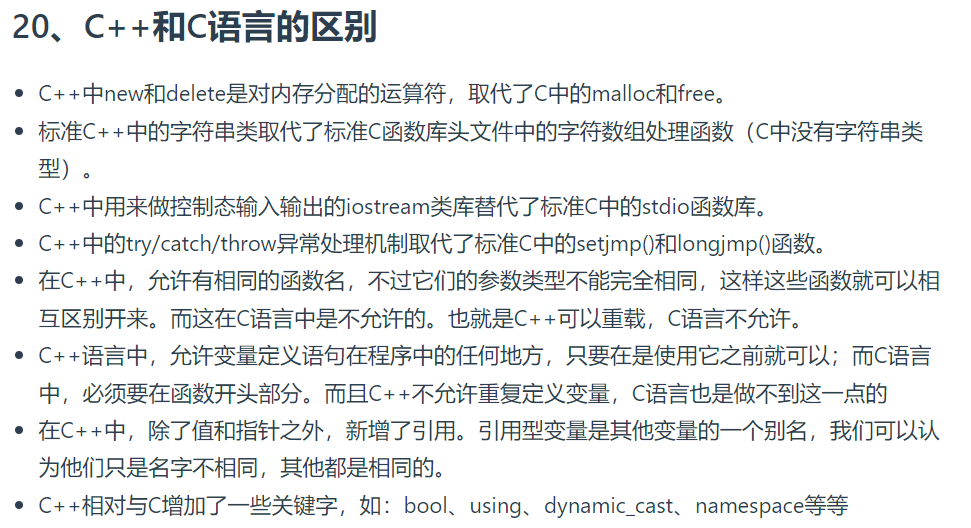 20、C++和C语言的区别
C++中new和delete是对内存分配的运算符，取代了C中的malloc和free。
标准C++中的字符串类取代了标准C函数库头文件中的字符数组处理函数（C中没有字符串类
型）。
C++中用来做控制态输入输出的iostream类库替代了标准C中的stdio函数库。
C++中的try/catch/throw异常处理机制取代了标准C中的setjmp()和longjmp()函数。
在C++中，允许有相同的函数名，不过它们的参数类型不能完全相同，这样这些函数就可以相
互区别开来。而这在C语言中是不允许的。也就是C++可以重载，C语言不允许。
C++语言中，允许变量定义语句在程序中的任何地方，只要在是使用它之前就可以；而C语言
中，必须要在函数开头部分。而且C++不允许重复定义变量，C语言也是做不到这一点的
在C++中，除了值和指针之外，新增了引用。引用型变量是其他变量的一个别名，我们可以认
为他们只是名字不相同，其他都是相同的。
C++相对与C增加了一些关键字，如：bool、using、dynamic_cast、namespace等等